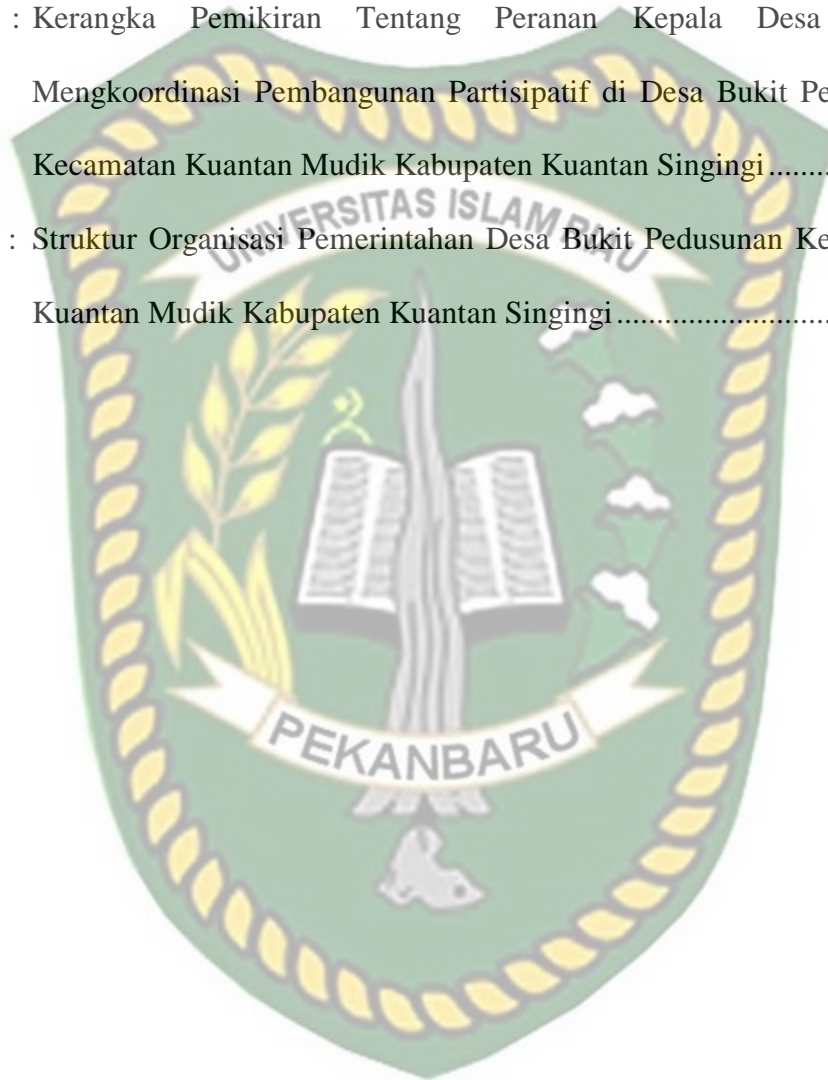 : Kerangka Pemikiran Tentang Peranan Kepala Desa
Mengkoordinasi Pembangunan Partisipatif di Desa Bukit Pe
Kecamatan Kuantan Mudik Kabupaten Kuantan Singingi........
: Struktur Organisasi Pemerintahan Desa Bukit Pedusunan Ke
Kuantan Mudik Kabupaten Kuantan Singingi...........................
UNIVERSITAS ISLAM RIAU
PEKANBARU